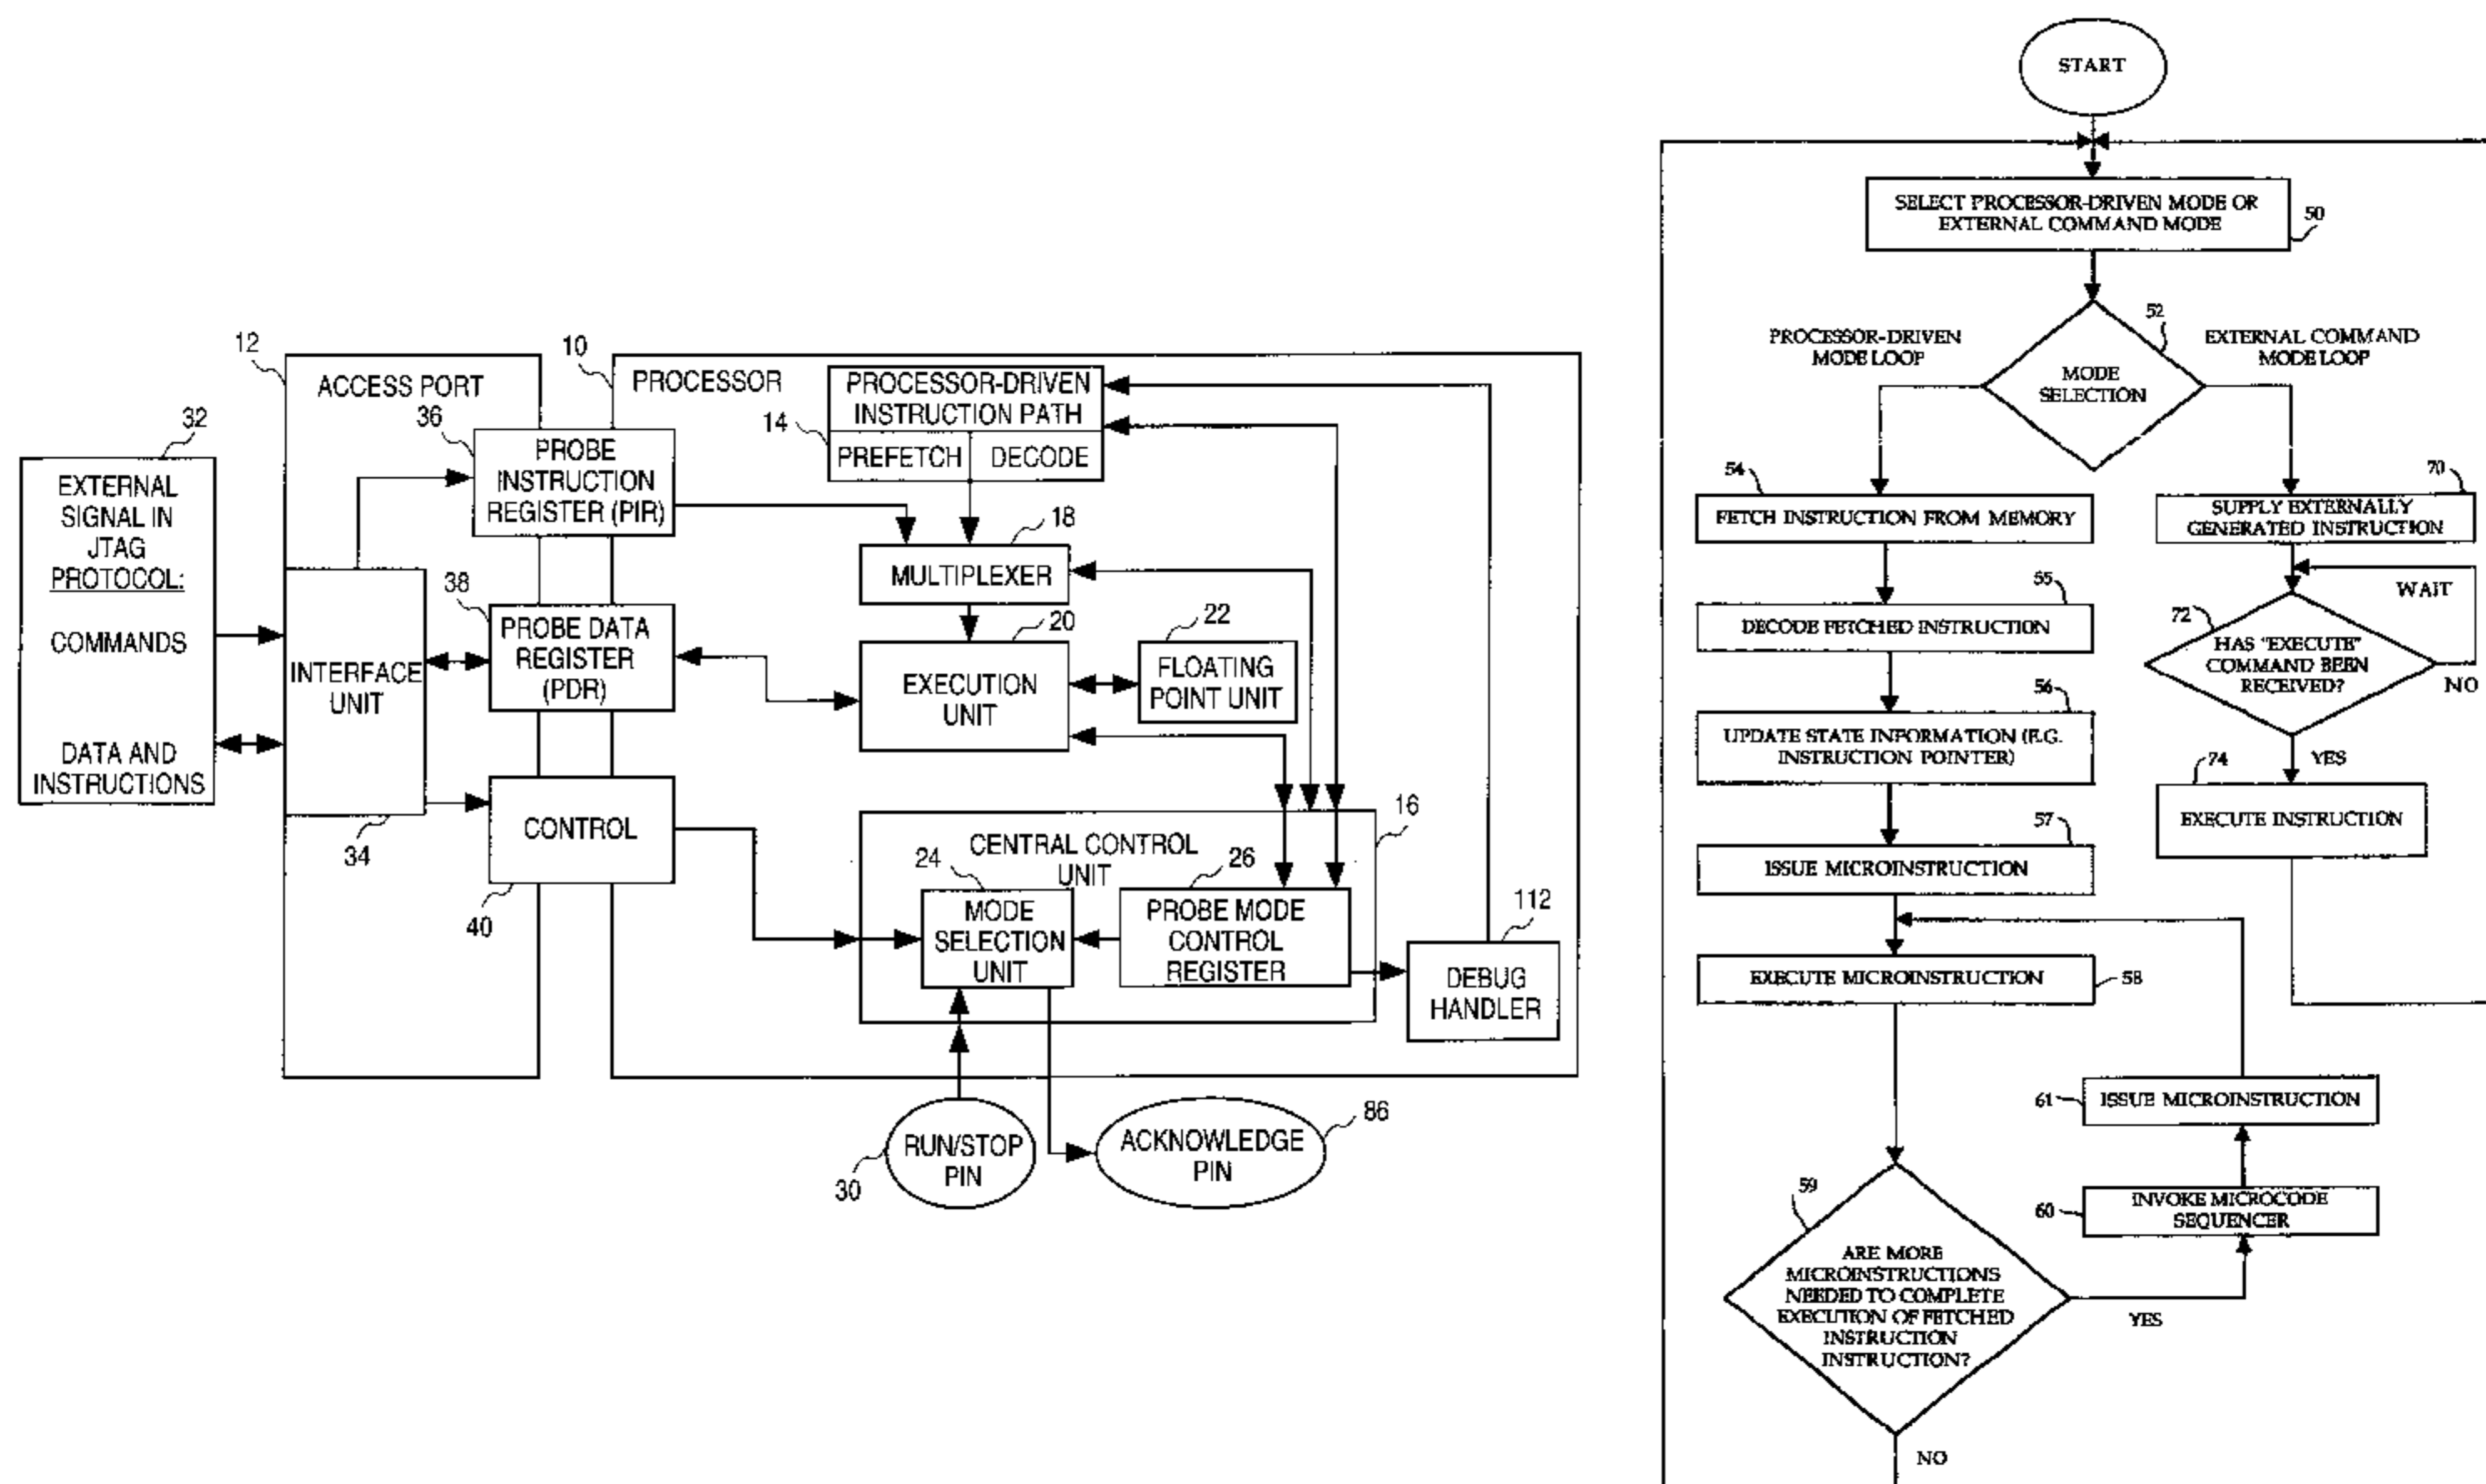 12
ACCESS PORT
10
PROCESSOR
PROCESSOR-DRIVEN
INSTRUCTION PATH
14
PREFETCH
DECODE
32
EXTERNAL
SIGNAL IN
JTAG
PROTOCOL:
COMMANDS
DATA AND
INSTRUCTIONS
36
PROBE
INSTRUCTION
REGISTER (PIR)
18
MULTIPLEXER
38
PROBE DATA
REGISTER
(PDR)
INTERFACE
UNIT
34
20
EXECUTION
UNIT
22
FLOATING
POINT UNIT
CONTROL
40
16
CENTRAL CONTROL
UNIT
24
MODE
SELECTION
UNIT
26
PROBE MODE
CONTROL
REGISTER
112
DEBUG
HANDLER
RUN/STOP
PIN
30
ACKNOWLEDGE
PIN
86
START
SELECT PROCESSOR-DRIVEN MODE OR
EXTERNAL COMMAND MODE
50
52
PROCESSOR-DRIVEN
MODE LOOP
EXTERNAL COMMAND
MODE LOOP
MODE
SELECTION
54
FETCH INSTRUCTION FROM MEMORY
70
SUPPLY EXTERNALLY
GENERATED INSTRUCTION
55
DECODE FETCHED INSTRUCTION
WAIT
72
HAS "EXECUTE"
COMMAND BEEN
RECEIVED?
NO
YES
56
UPDATE STATE INFORMATION (E.G.
INSTRUCTION POINTER)
74
EXECUTE INSTRUCTION
57
ISSUE MICROINSTRUCTION
EXECUTE MICROINSTRUCTION
58
61
ISSUE MICROINSTRUCTION
60
INVOKE MICROCODE
SEQUENCER
59
ARE MORE
MICROINSTRUCTIONS
NEEDED TO COMPLETE
EXECUTION OF FETCHED
INSTRUCTION
INSTRUCTION?
YES
NO